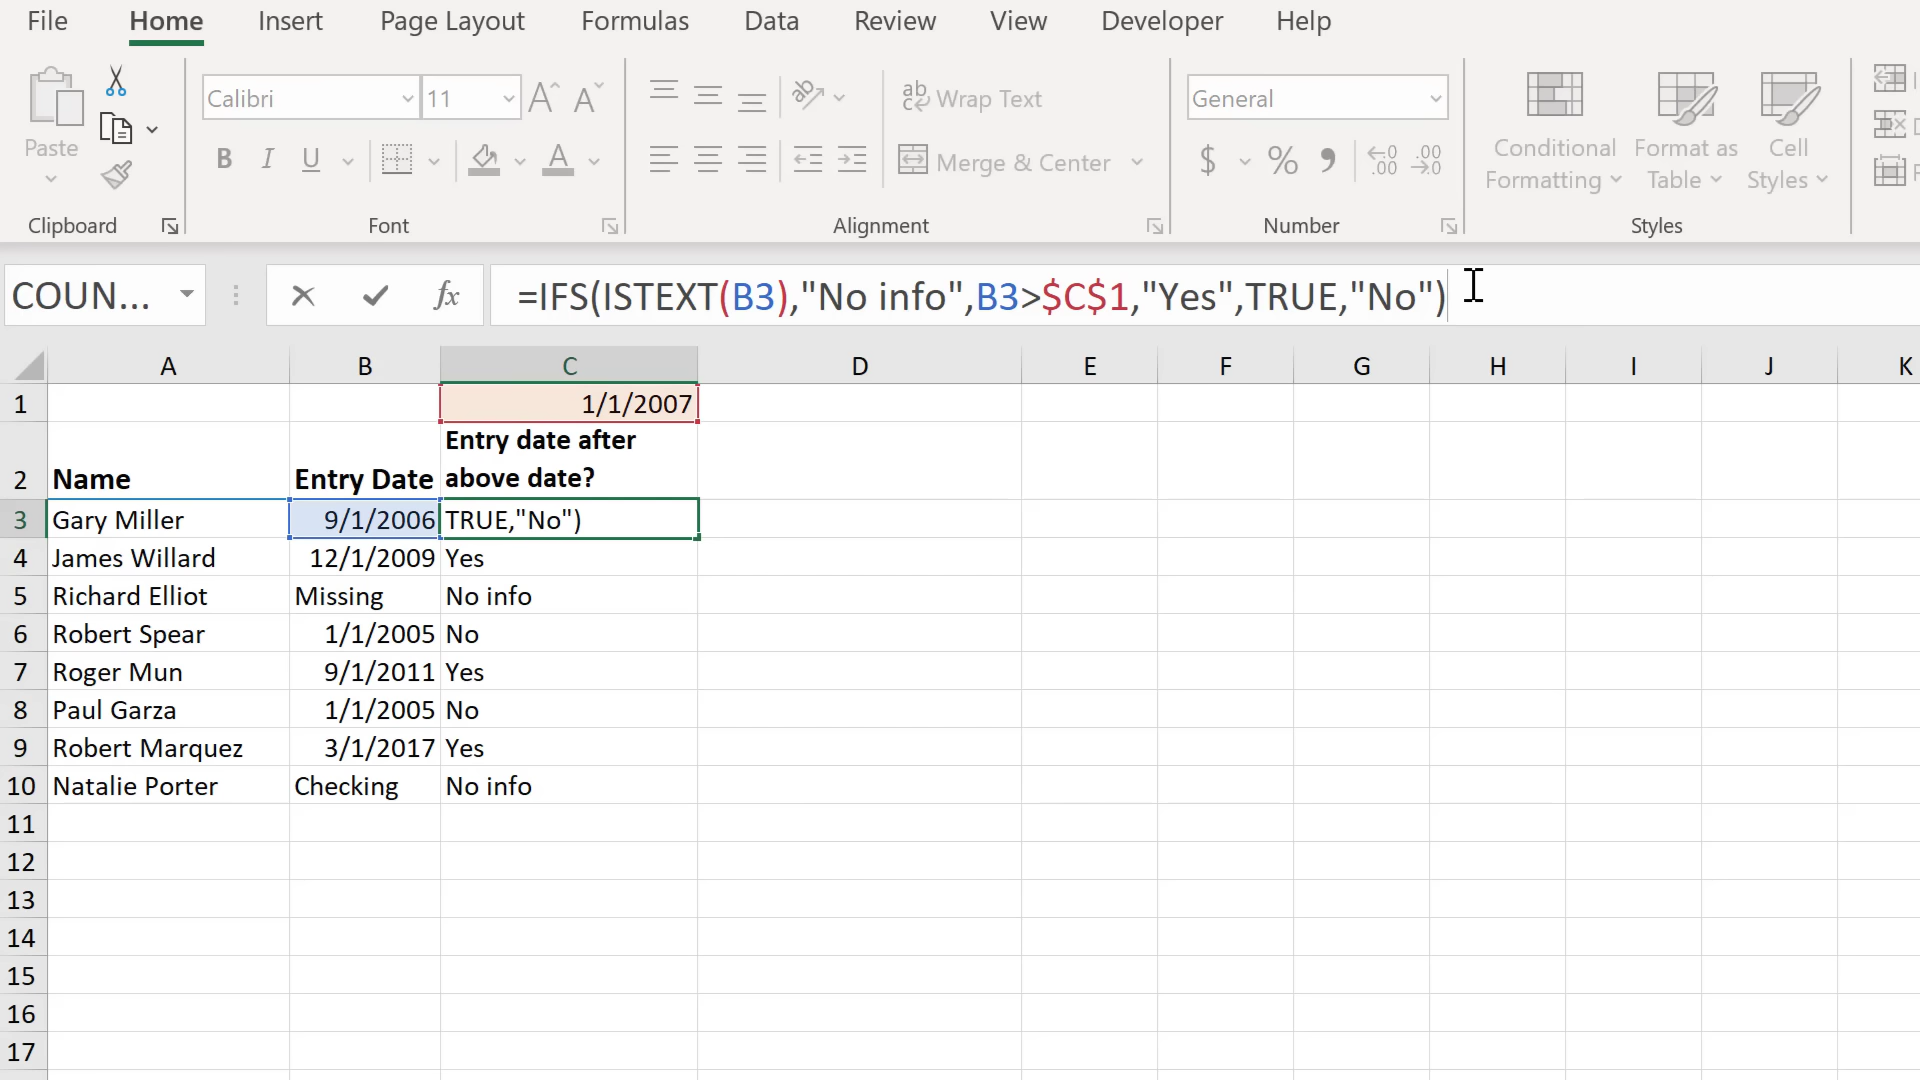 File Home Insert Page Layout Formulas Data Review View Developer Help
Paste
Calibri 11
Wrap Text
Merge & Center
General
Conditional Formatting
Format as Table
Cell Styles
Clipboard Font Alignment Number Styles
COUN... fx =IFS(ISTEXT(B3),"No info",B3>$C$1,"Yes",TRUE,"No")
A B C D E F G H I J K
1 1/1/2007
2 Name Entry Date Entry date after above date?
3 Gary Miller 9/1/2006 TRUE,"No")
4 James Willard 12/1/2009 Yes
5 Richard Elliot Missing No info
6 Robert Spear 1/1/2005 No
7 Roger Mun 9/1/2011 Yes
8 Paul Garza 1/1/2005 No
9 Robert Marquez 3/1/2017 Yes
10 Natalie Porter Checking No info
11
12
13
14
15
16
17